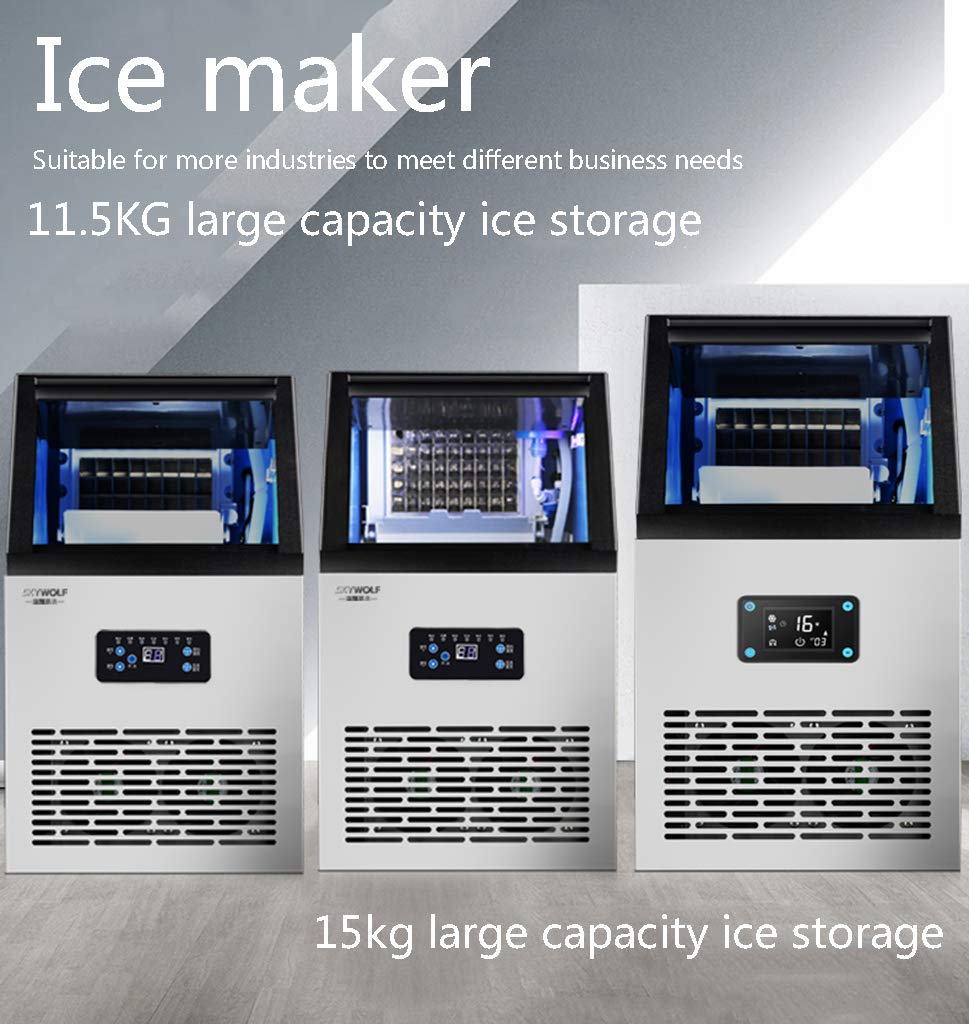 Ice maker
Suitable for more industries to meet different business needs
11.5KG large capacity ice storage
SKYWOLF
SKYWOLF
16
03
15kg large capacity ice storage